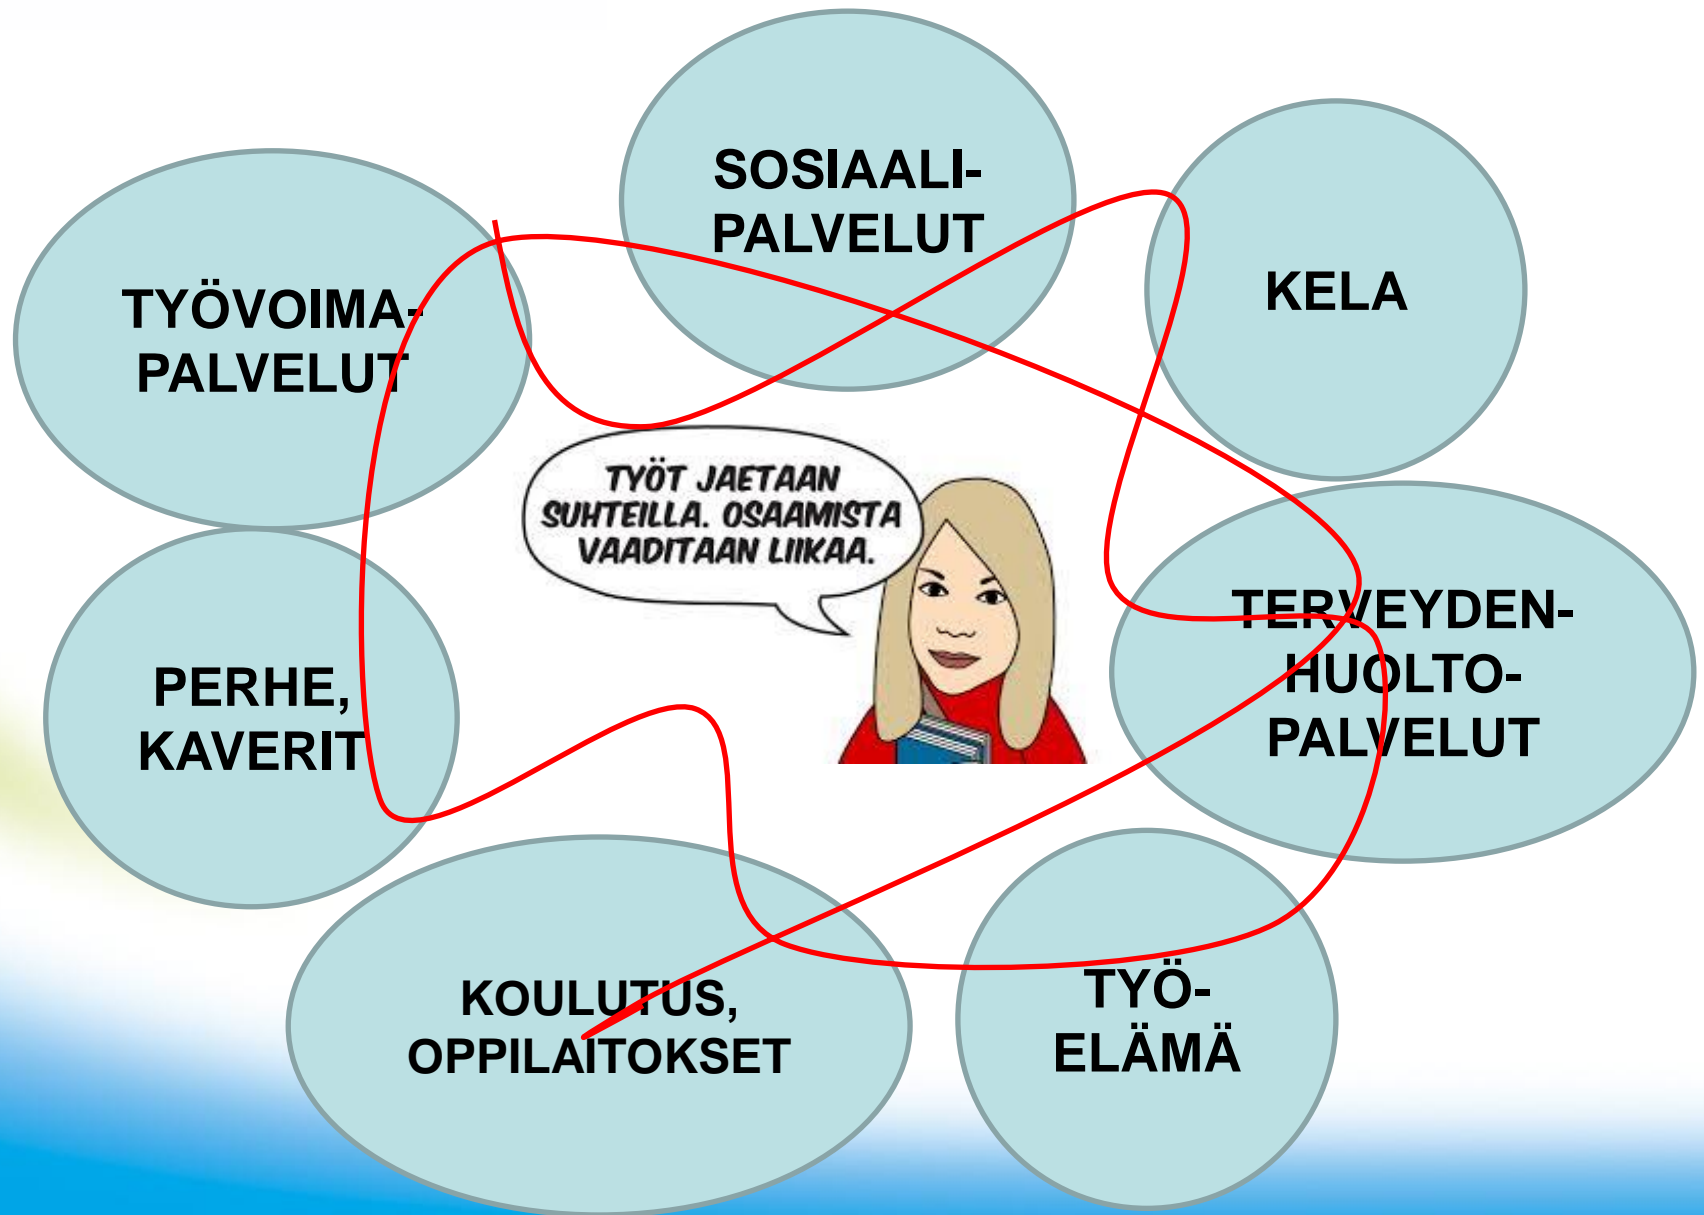 SOSIAALI-
PALVELUT
KELA
TYÖVOIMA-
PALVELUT
TYÖT JAETAAN
SUHTEILLA. OSAAMISTA
VAADITAAN LIIKAA.
TERVEYDEN-
HUOLTO-
PALVELUT
PERHE,
KAVERIT
KOULUTUS,
OPPILAITOKSET
TYÖ-
ELÄMÄ